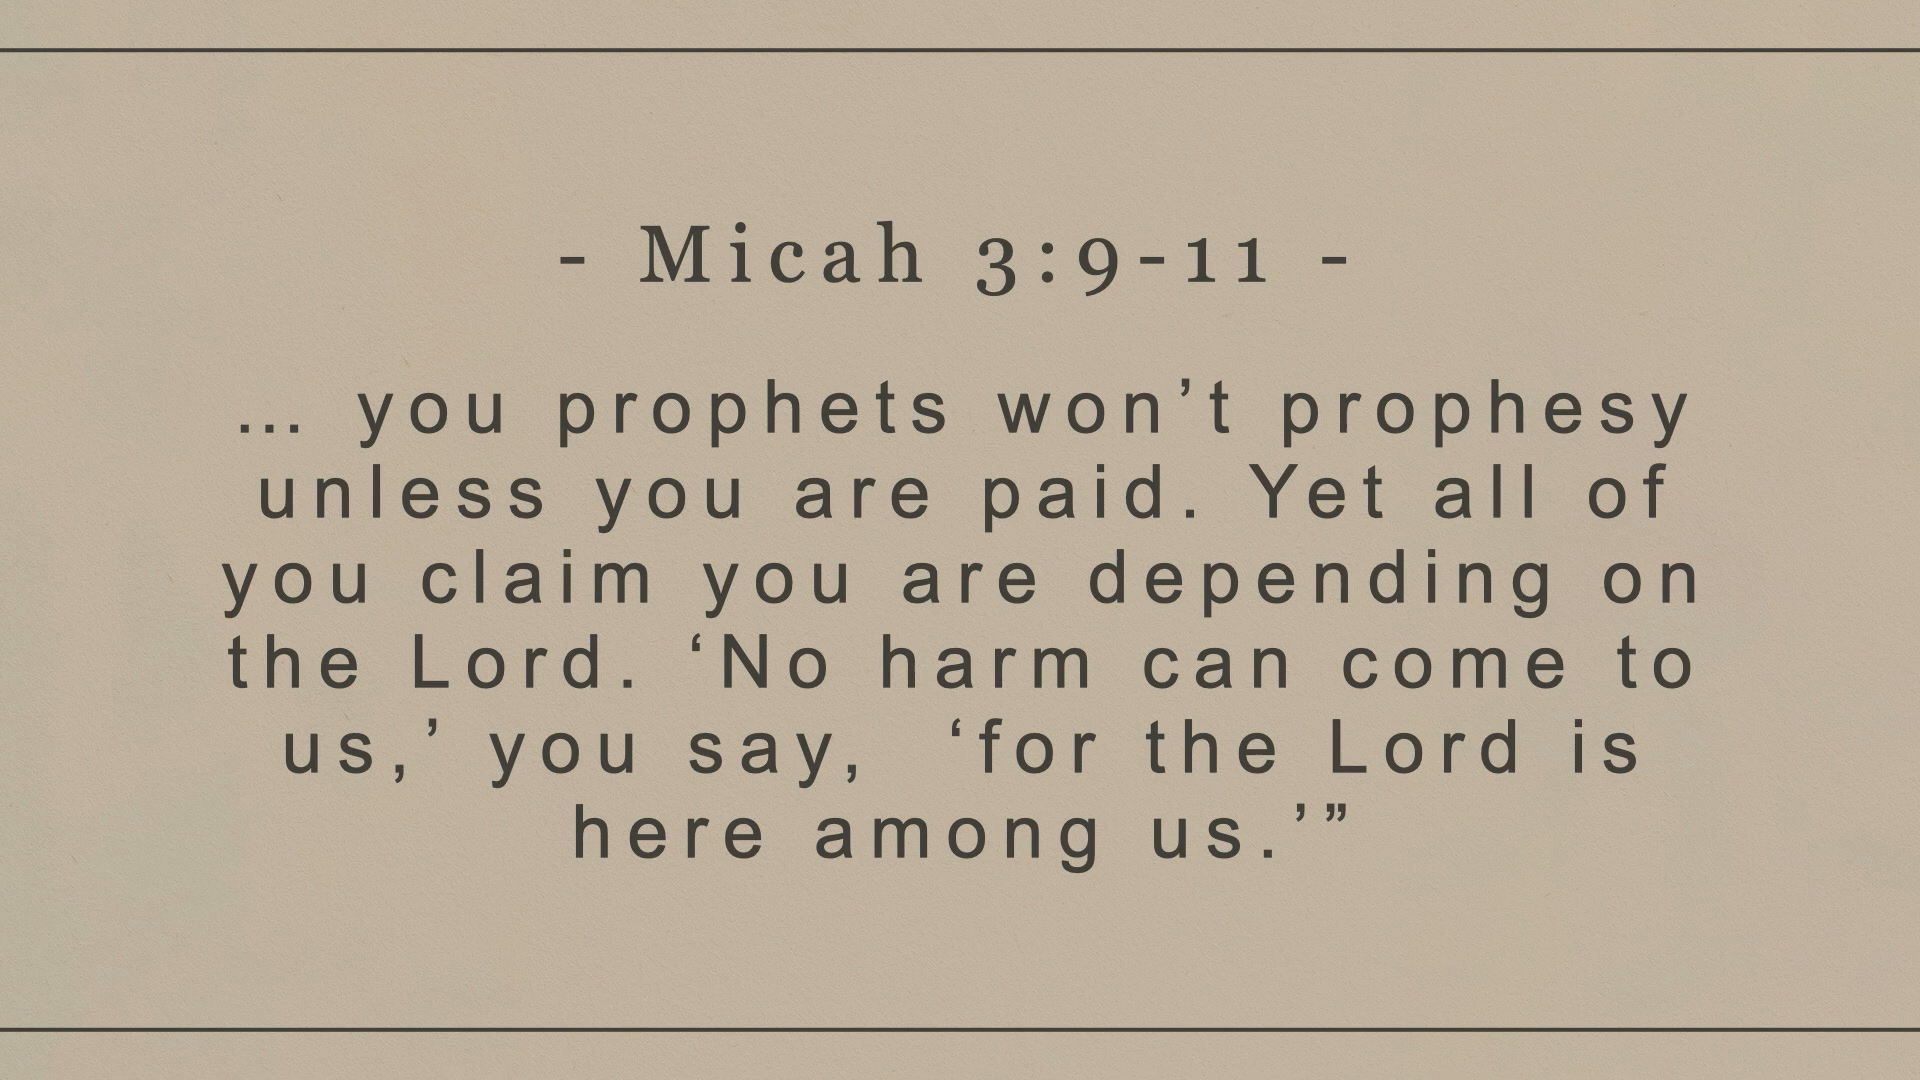 - Micah 3:9-11 -
… you prophets won’t prophesy
unless you are paid. Yet all of
you claim you are depending on
the Lord. ‘No harm can come to
us,’ you say,  ‘for the Lord is
here among us.’”